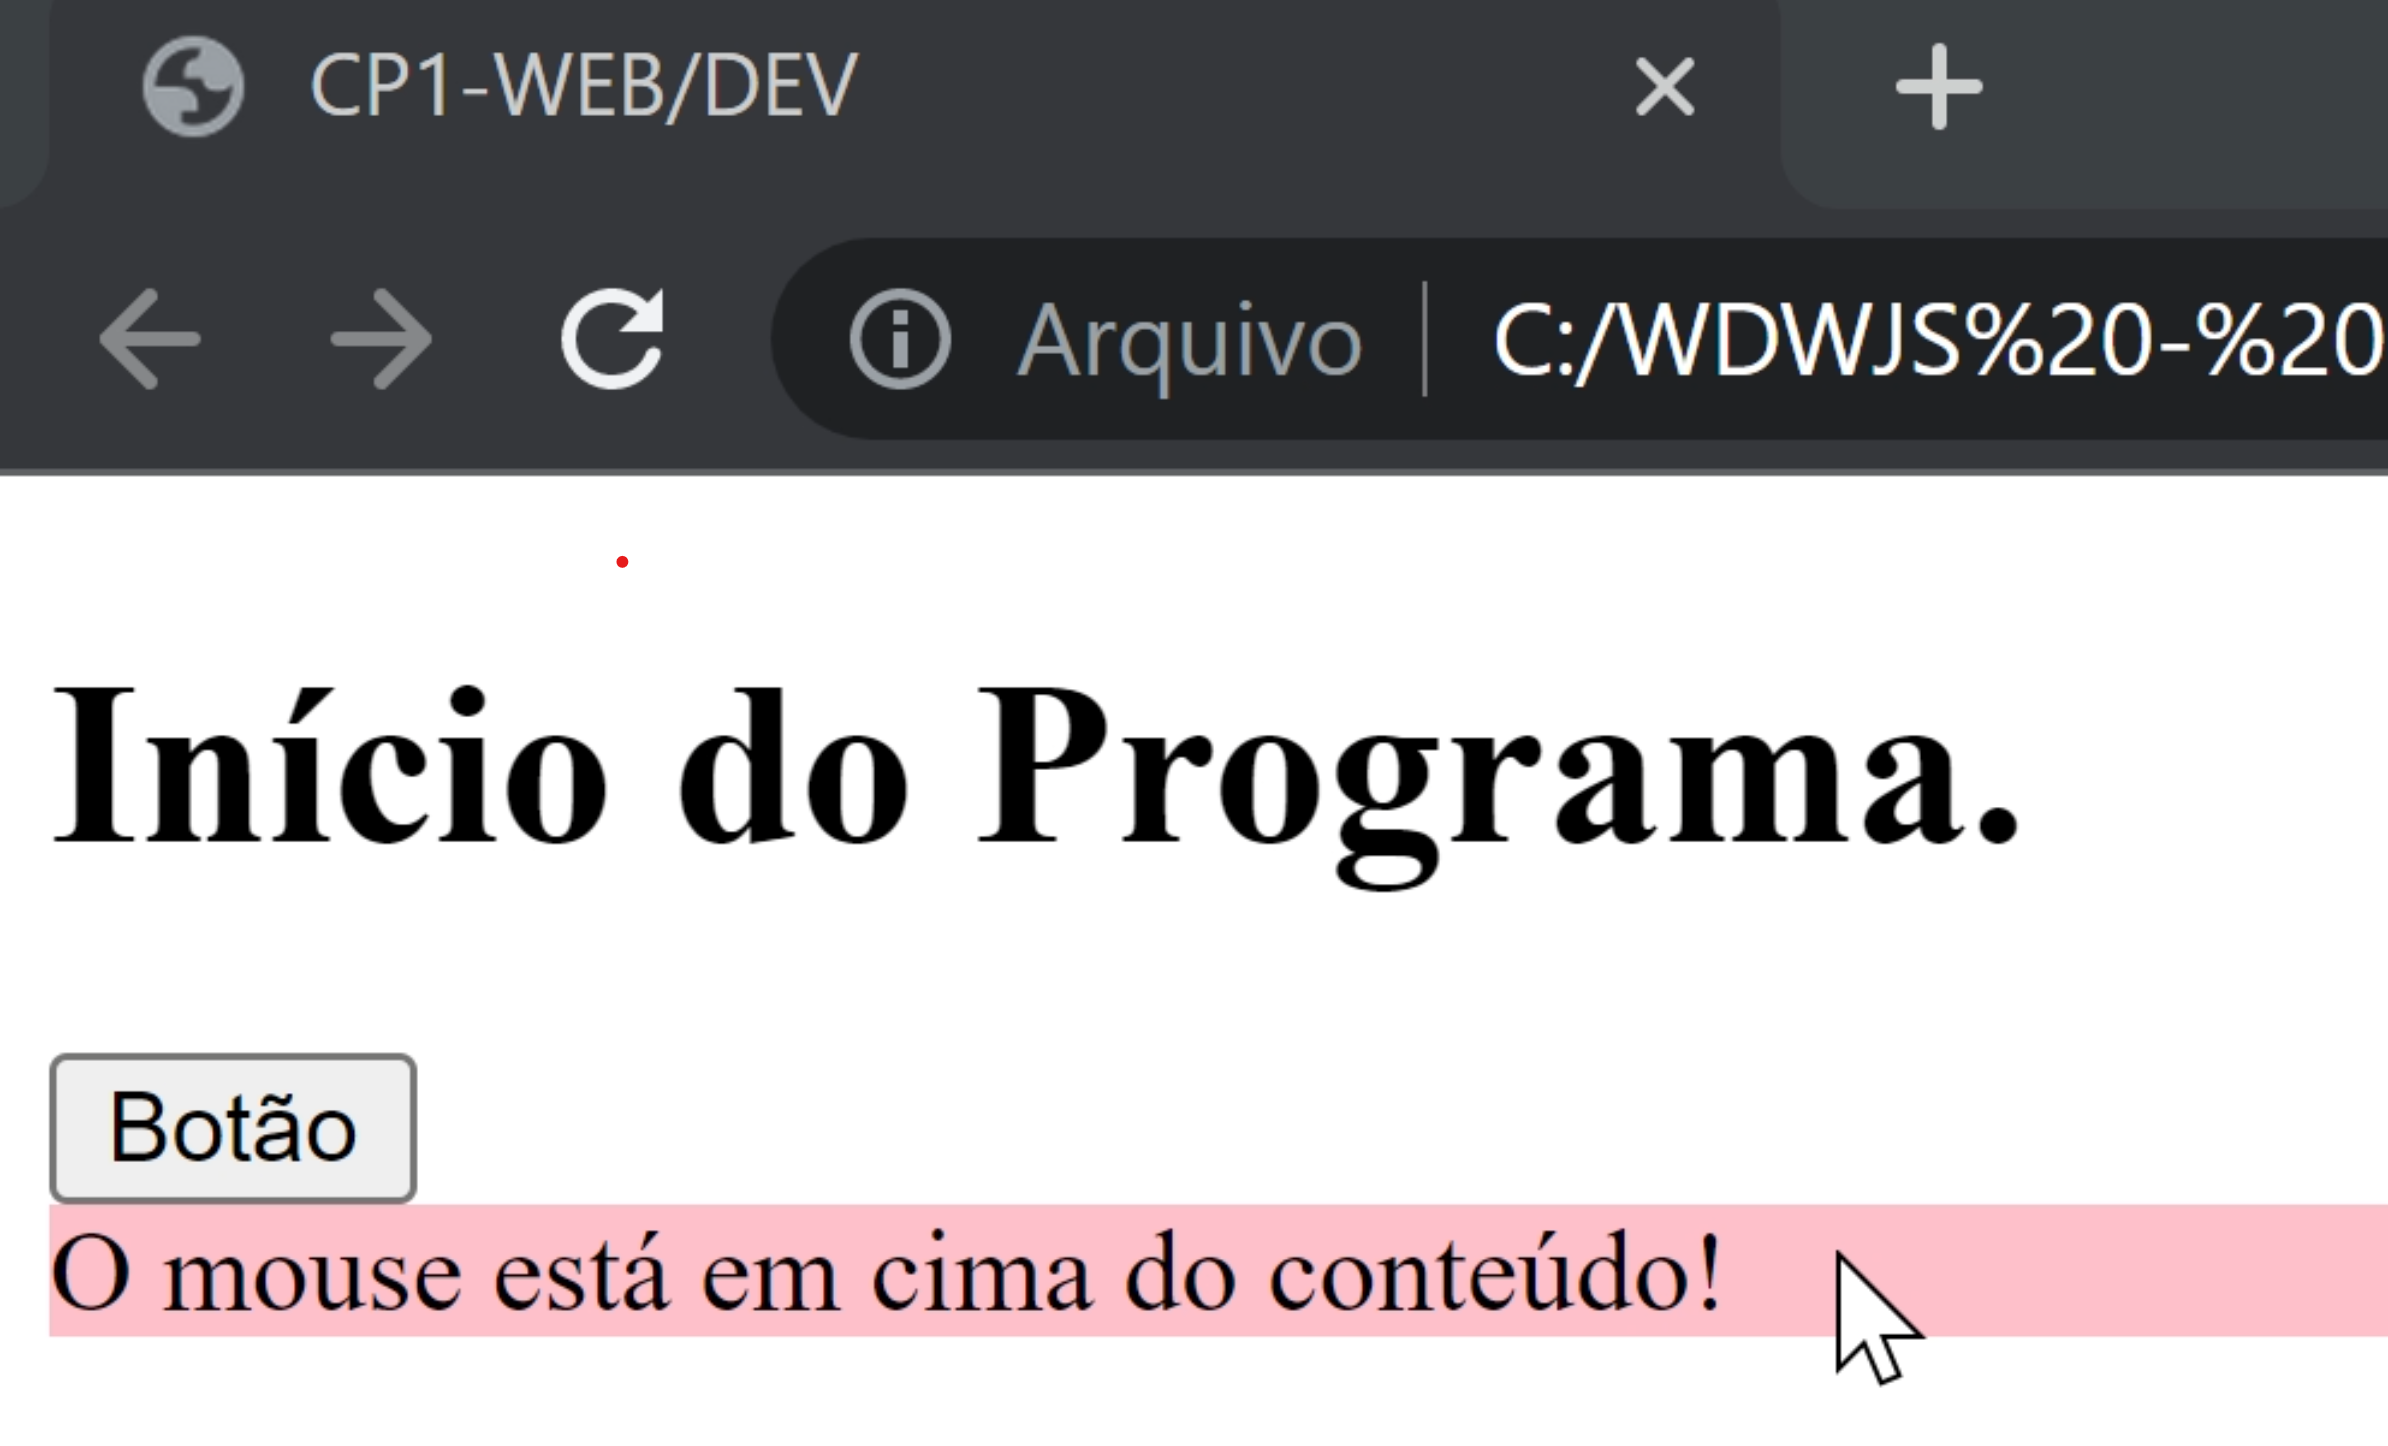 CP1-WEB/DEV
Arquivo | C:/WDWJS%20-%20
Início do Programa.
Botão
O mouse está em cima do conteúdo!